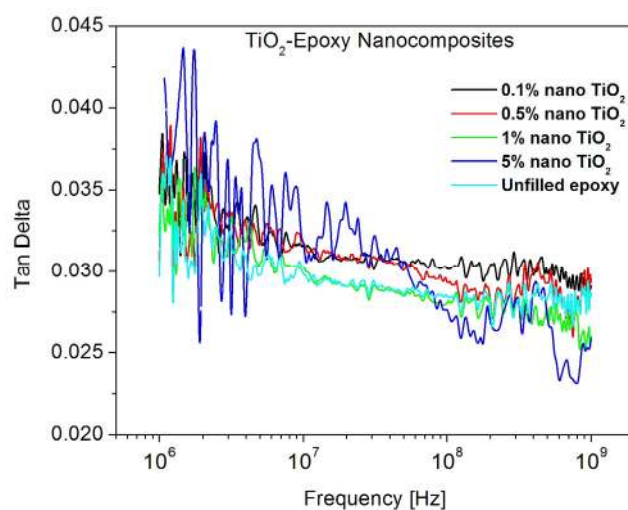 TiO2-Epoxy Nanocomposites
0.045
0.040
0.035
0.030
0.025
0.020
Tan Delta
0.1% nano TiO2
0.5% nano TiO2
1% nano TiO2
5% nano TiO2
Unfilled epoxy
10^6 10^7 10^8 10^9
Frequency [Hz]